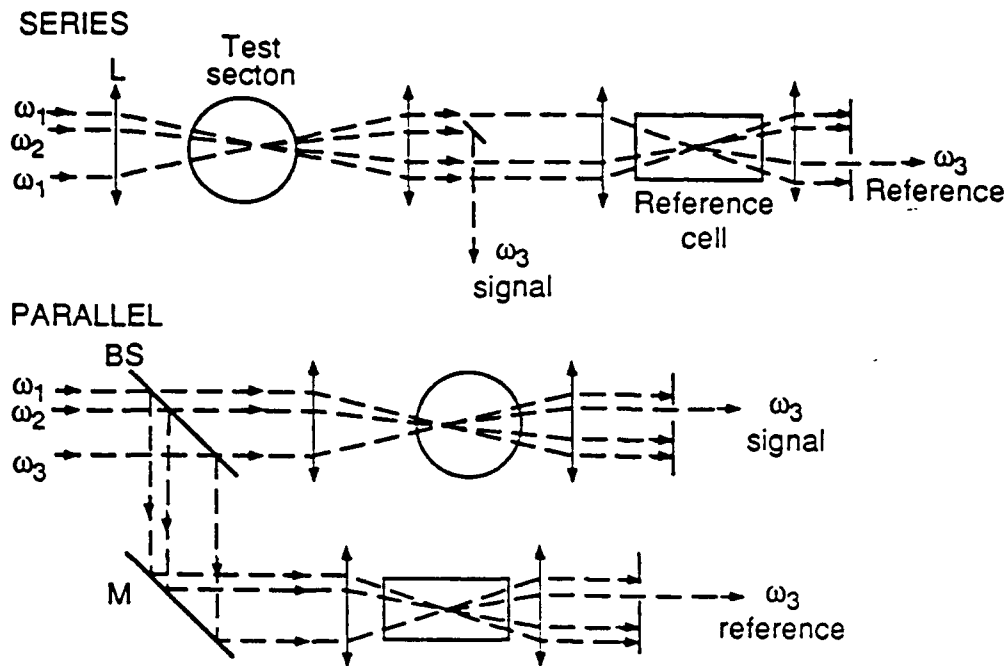 SERIES
L
Test
secton
ω1
ω2
ω1
ω3
signal
Reference
cell
ω3
Reference
PARALLEL
BS
ω1
ω2
ω3
ω3
signal
M
ω3
reference